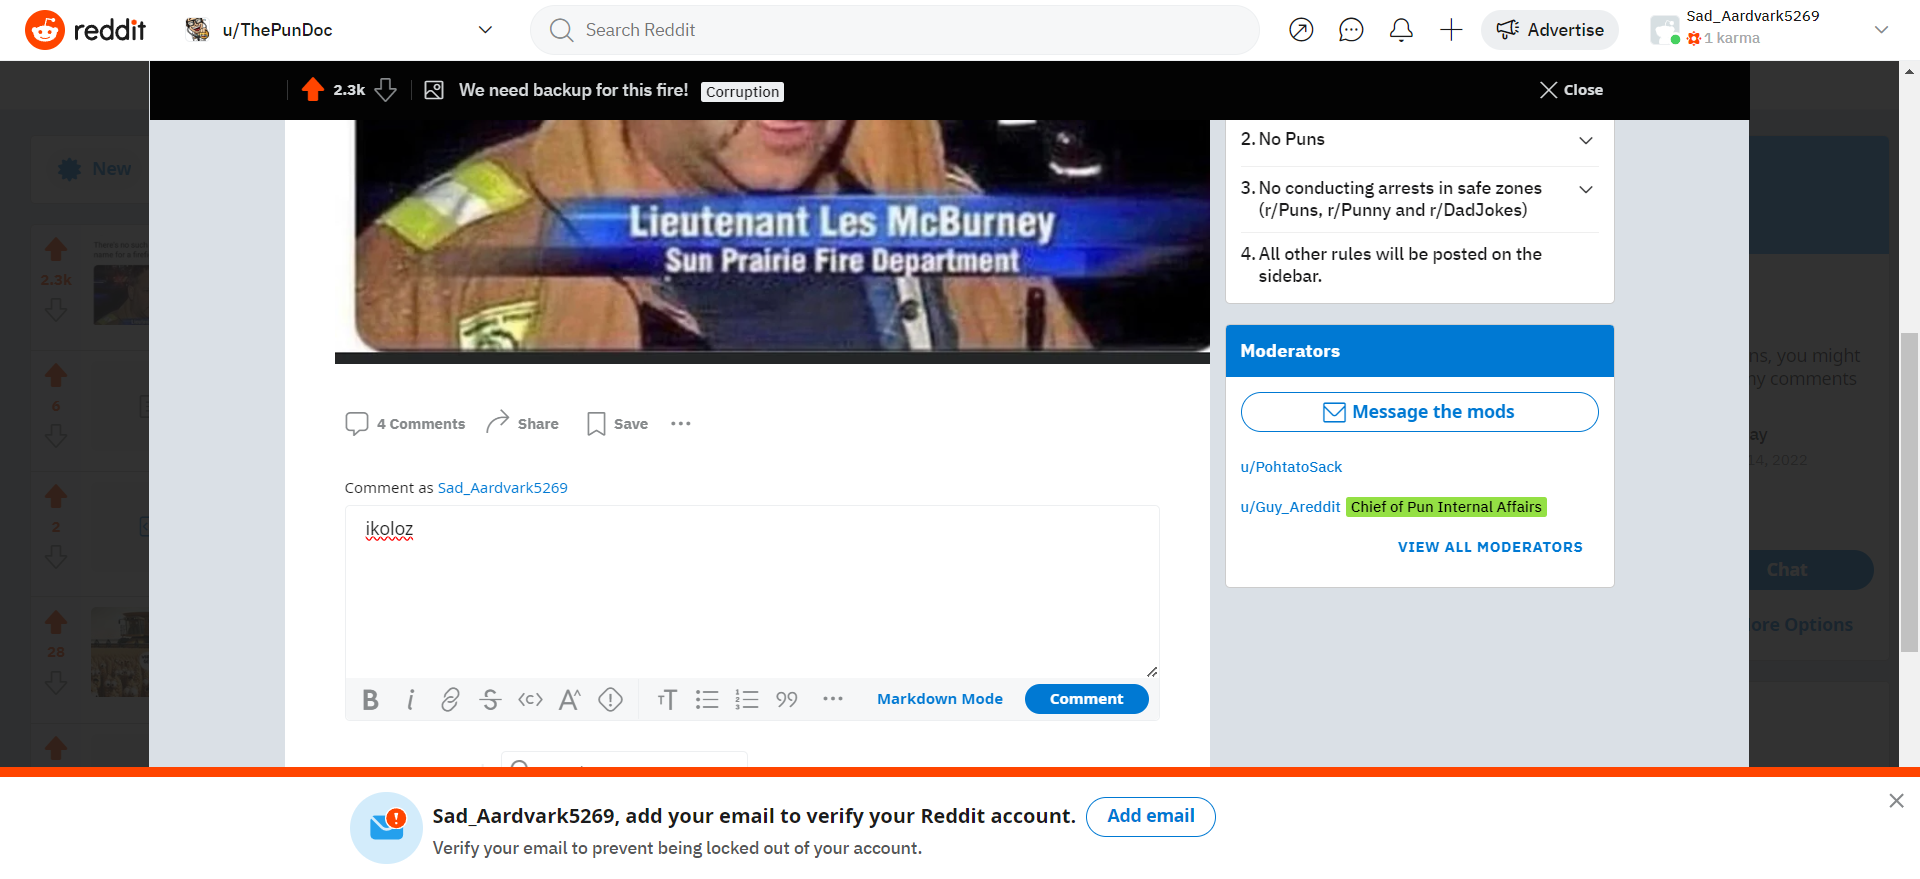 reddit
u/ThePunDoc
Search Reddit
Advertise
Sad_Aardvark5269
1 karma
2.3k
We need backup for this fire!
Corruption
Close
New
2.3k
6
2
28
Lieutenant Les McBurney
Sun Prairie Fire Department
4 Comments
Share
Save
Comment as Sad_Aardvark5269
ikoloz
Markdown Mode
Comment
2. No Puns
3. No conducting arrests in safe zones
(r/Puns, r/Punny and r/DadJokes)
4. All other rules will be posted on the
sidebar.
Moderators
Message the mods
u/PohtatoSack
u/Guy_Areddit Chief of Pun Internal Affairs
VIEW ALL MODERATORS
you might
comments
14, 2022
Chat
Options
Sad_Aardvark5269, add your email to verify your Reddit account.
Add email
Verify your email to prevent being locked out of your account.